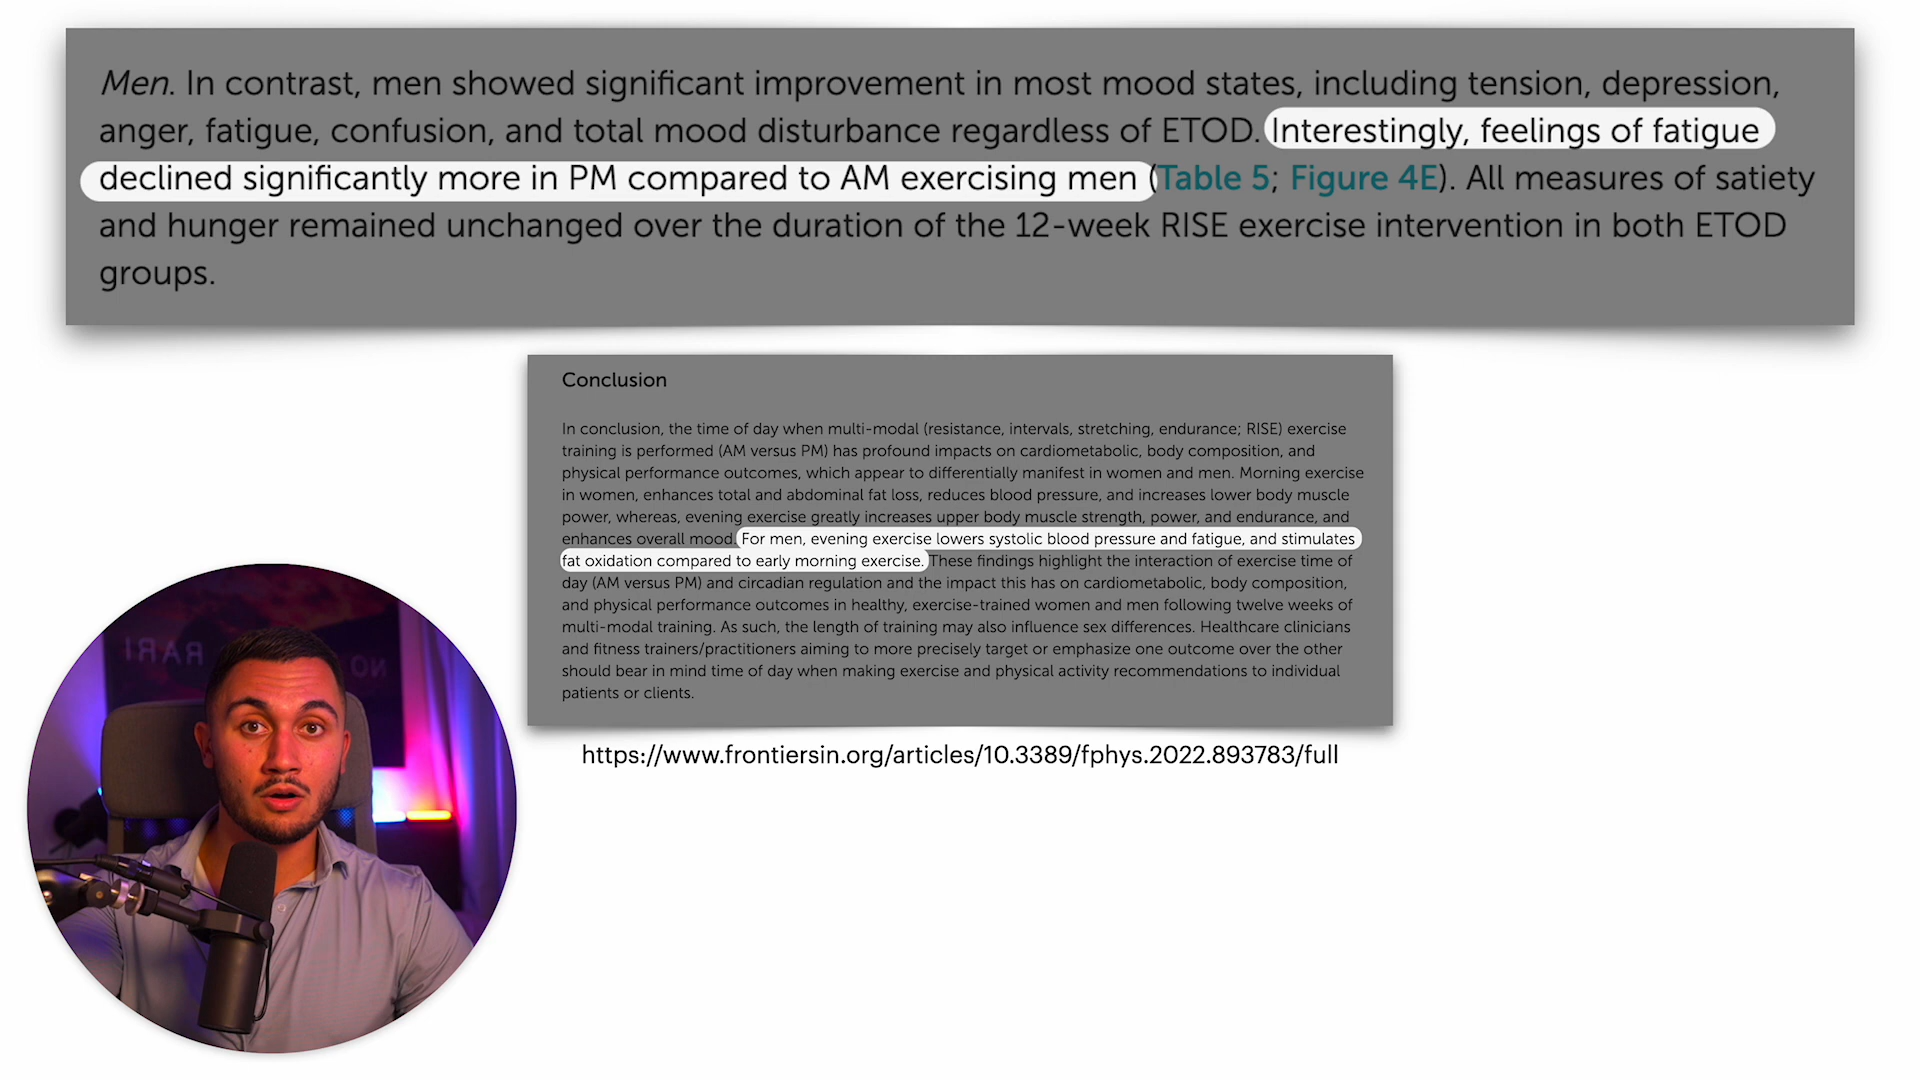 Men. In contrast, men showed significant improvement in most mood states, including tension, depression,
anger, fatigue, confusion, and total mood disturbance regardless of ETOD. Interestingly, feelings of fatigue
declined significantly more in PM compared to AM exercising men (Table 5; Figure 4E). All measures of satiety
and hunger remained unchanged over the duration of the 12-week RISE exercise intervention in both ETOD
groups.
Conclusion
In conclusion, the time of day when multi-modal (resistance, intervals, stretching, endurance; RISE) exercise
training is performed (AM versus PM) has profound impacts on cardiometabolic, body composition, and
physical performance outcomes, which appear to differentially manifest in women and men. Morning exercise
in women, enhances total and abdominal fat loss, reduces blood pressure, and increases lower body muscle
power, whereas, evening exercise greatly increases upper body muscle strength, power, and endurance, and
enhances overall mood. For men, evening exercise lowers systolic blood pressure and fatigue, and stimulates
fat oxidation compared to early morning exercise. These findings highlight the interaction of exercise time of
day (AM versus PM) and circadian regulation and the impact this has on cardiometabolic, body composition,
and physical performance outcomes in healthy, exercise-trained women and men following twelve weeks of
multi-modal training. As such, the length of training may also influence sex differences. Healthcare clinicians
and fitness trainers/practitioners aiming to more precisely target or emphasize one outcome over the other
should bear in mind time of day when making exercise and physical activity recommendations to individual
patients or clients.
https://www.frontiersin.org/articles/10.3389/fphys.2022.893783/full